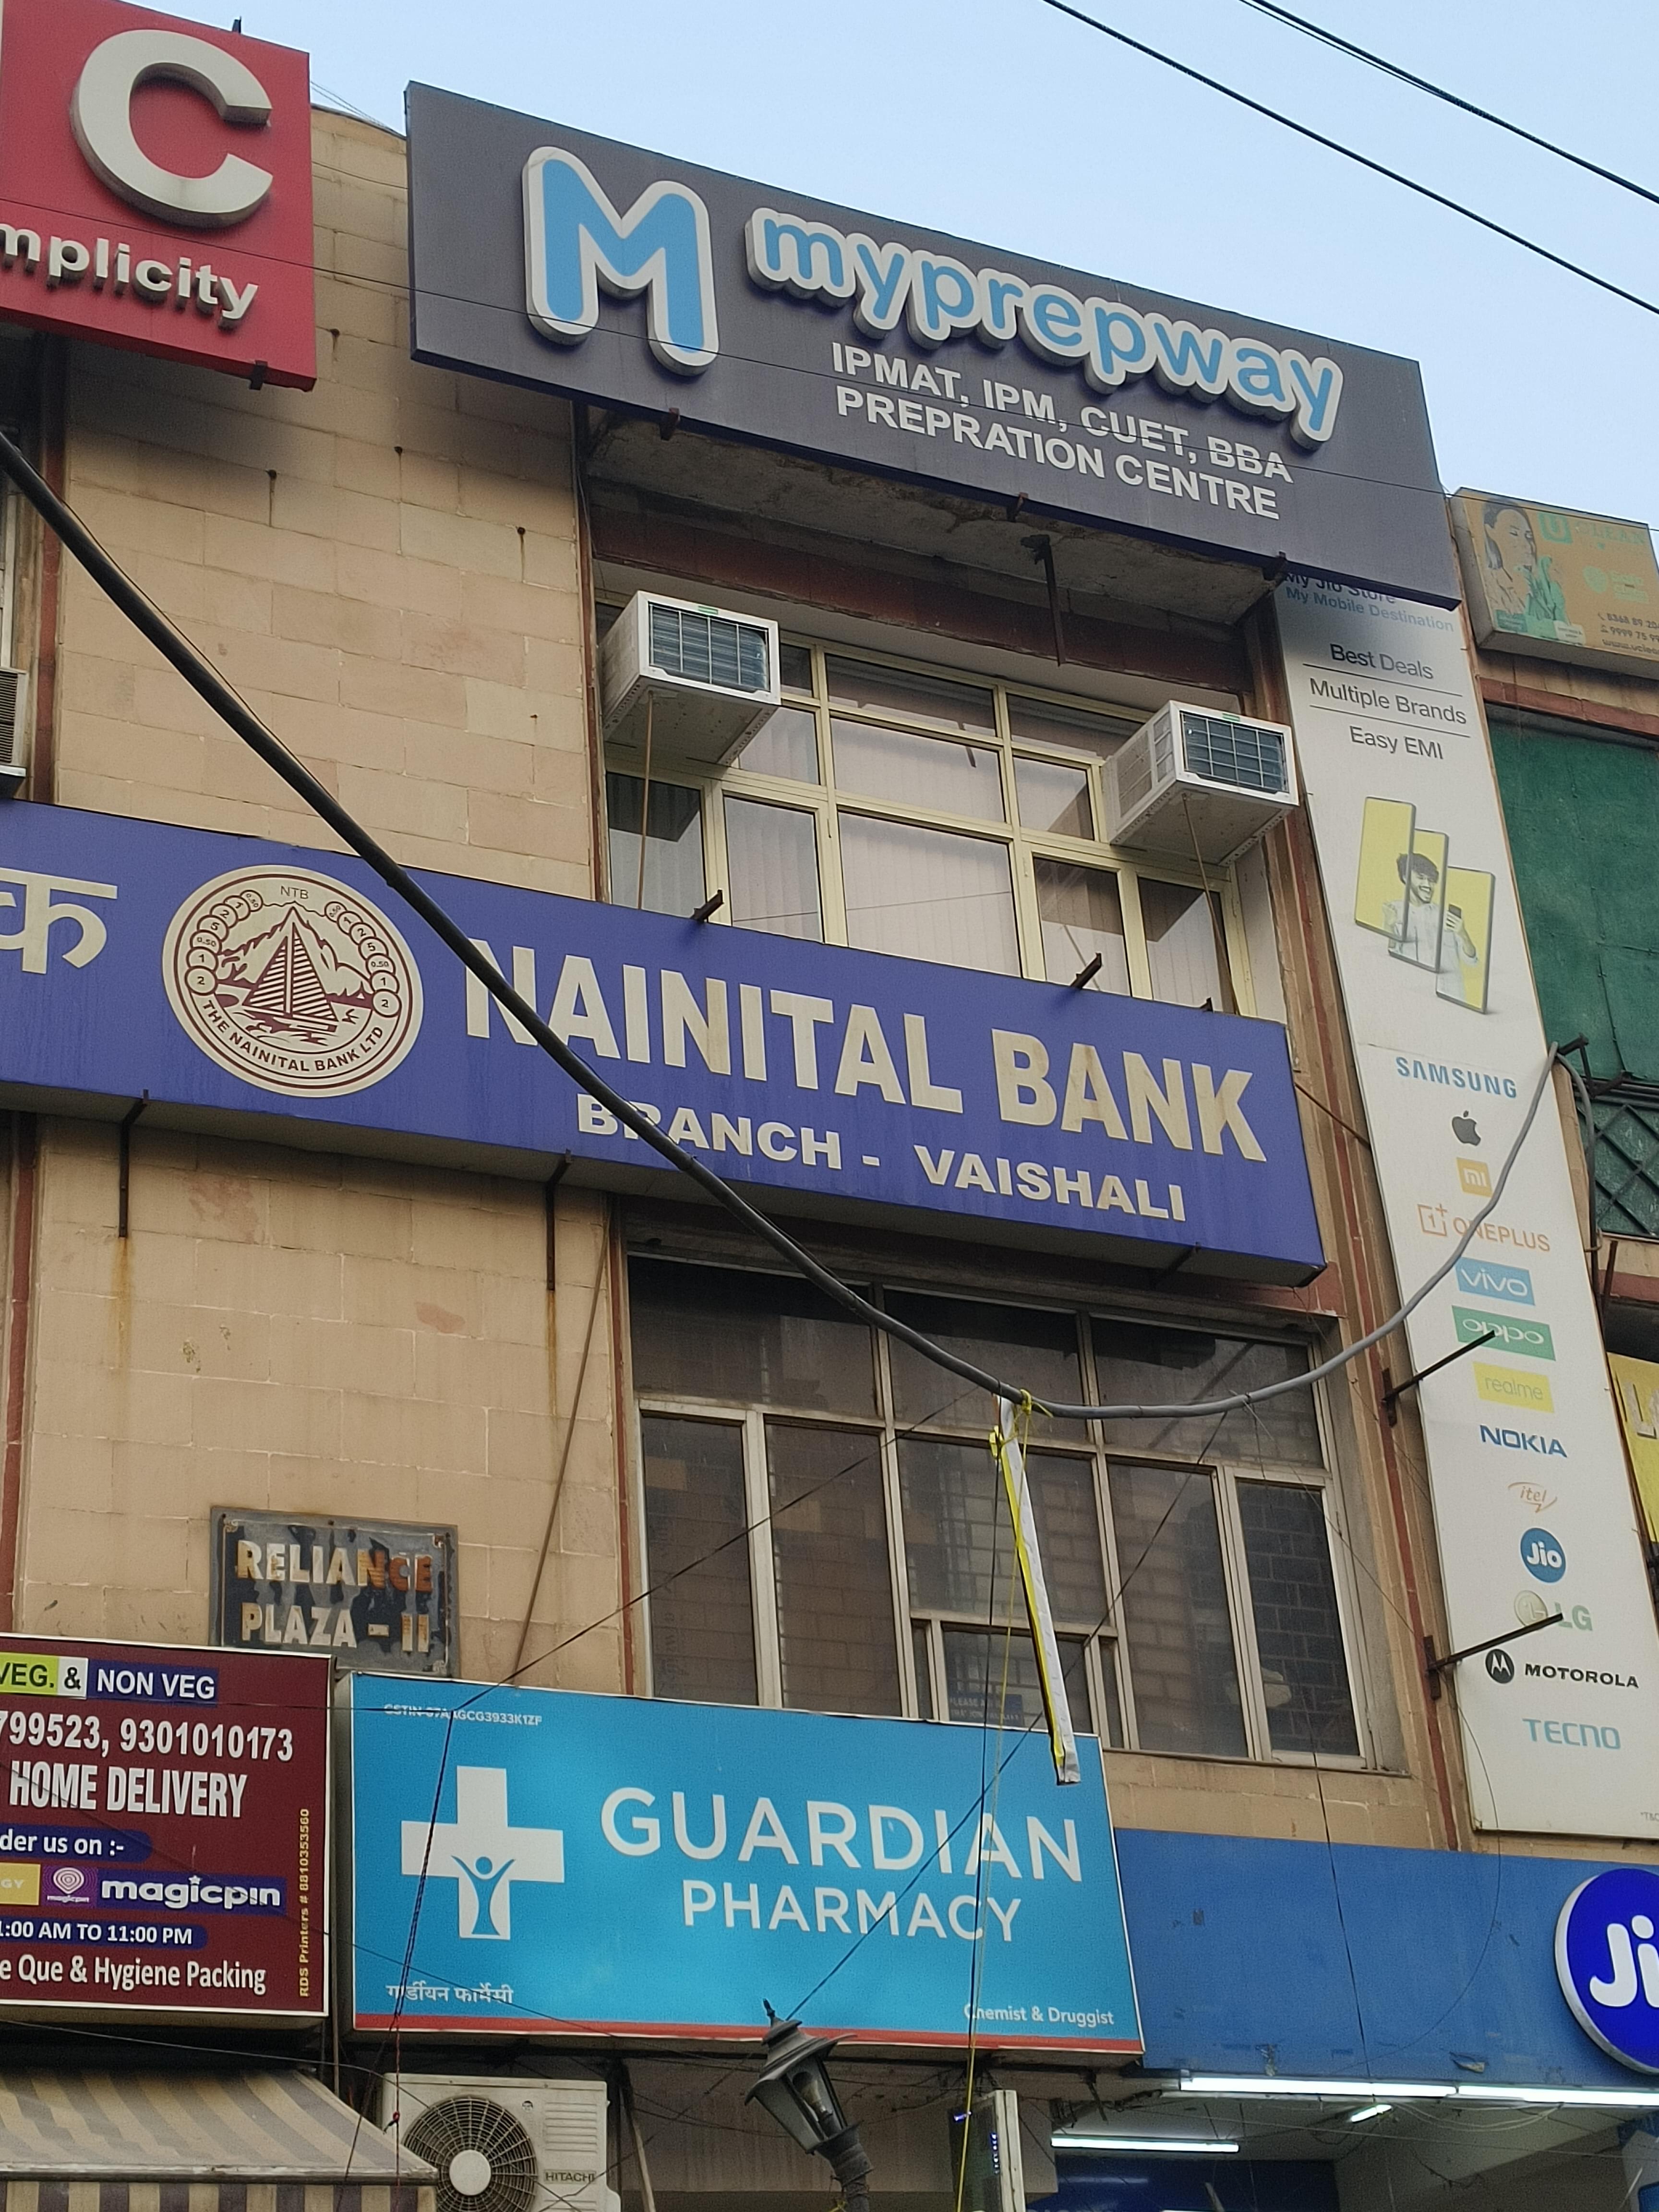 C
mplicity
M myprepway
IPMAT, IPM, CUET, BBA
PREPRATION CENTRE
My Jio Store
My Mobile Destination
Best Deals
Multiple Brands
Easy EMI
SAMSUNG
mi
ONEPLUS
vivo
oppo
realme
NOKIA
itel
Jio
LG
MOTOROLA
TECNO
क
NTB
THE NAINITAL BANK LTD
NAINITAL BANK
BRANCH - VAISHALI
RELIANCE
PLAZA - II
VEG. & NON VEG
799523, 9301010173
HOME DELIVERY
der us on :-
GY magicpin magicpin
1:00 AM TO 11:00 PM
e Que & Hygiene Packing
RDS Printers # 8810353560
GUARDIAN
PHARMACY
गार्डीयन फार्मेसी
Chemist & Druggist
Ji
HITACHI